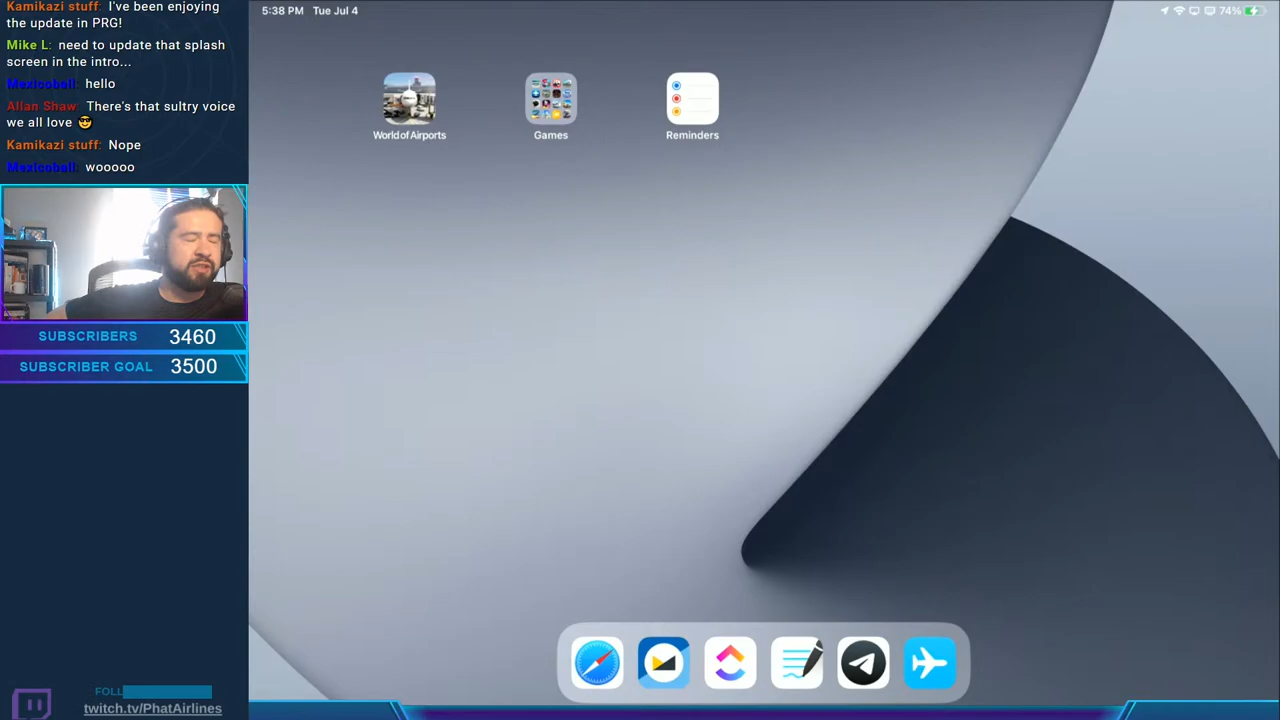 Kamikazi stuff: I've been enjoying
the update in PRG!
Mike L: need to update that splash
screen in the intro...
Mexicoball: hello
Allan Shaw: There's that sultry voice
we all love 😎
Kamikazi stuff: Nope
Mexicoball: wooooo
SUBSCRIBERS 3460
SUBSCRIBER GOAL 3500
FOLL
twitch.tv/PhatAirlines
5:38 PM Tue Jul 4
74%
World of Airports
Games
Reminders